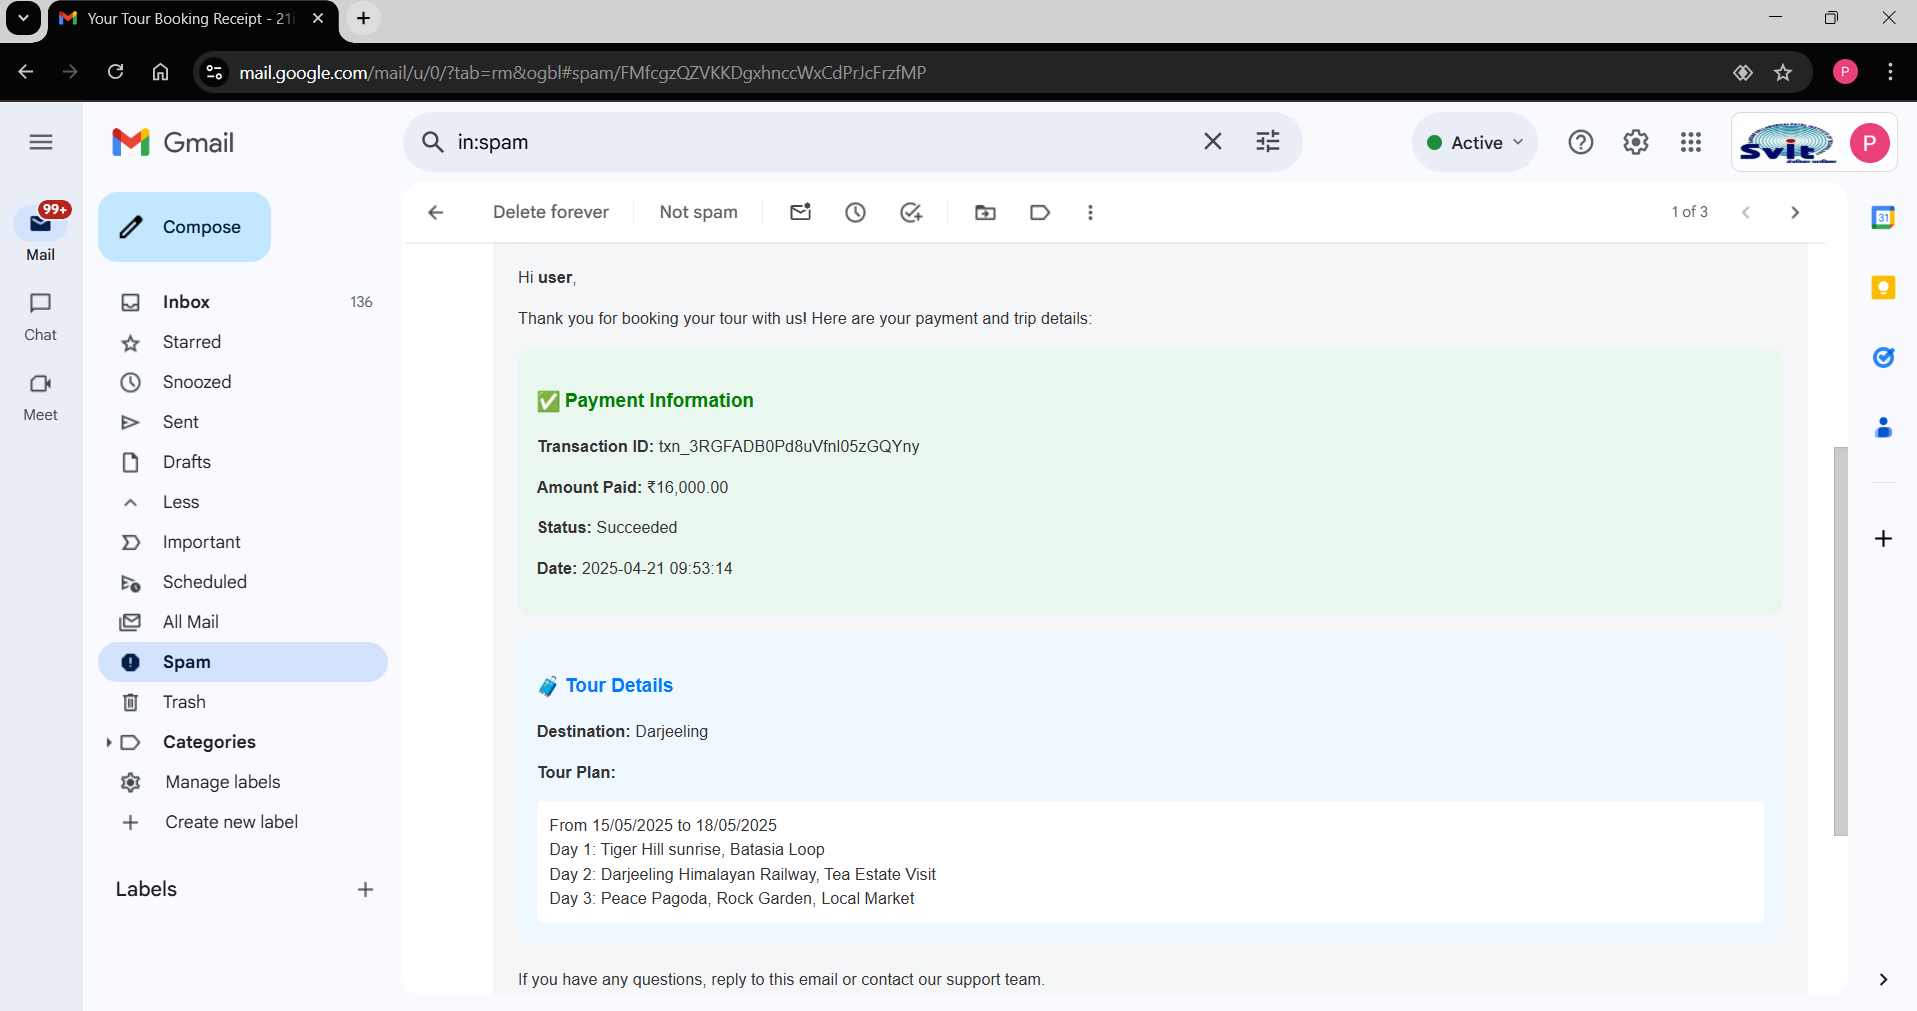 Your Tour Booking Receipt - 21i
mail.google.com/mail/u/0/?tab=rm&ogbl#spam/FMfcgzQZVKKDgxhnccWxCdPrJcFrzfMP
P
Gmail
in:spam
Active
SVIT
P
99+
Mail
Chat
Meet
Compose
Inbox 136
Starred
Snoozed
Sent
Drafts
Less
Important
Scheduled
All Mail
Spam
Trash
Categories
Manage labels
Create new label
Labels
Delete forever Not spam 1 of 3
31
Hi user,
Thank you for booking your tour with us! Here are your payment and trip details:
✅ Payment Information
Transaction ID: txn_3RGFADB0Pd8uVfnl05zGQYny
Amount Paid: ₹16,000.00
Status: Succeeded
Date: 2025-04-21 09:53:14
🧳 Tour Details
Destination: Darjeeling
Tour Plan:
From 15/05/2025 to 18/05/2025
Day 1: Tiger Hill sunrise, Batasia Loop
Day 2: Darjeeling Himalayan Railway, Tea Estate Visit
Day 3: Peace Pagoda, Rock Garden, Local Market
If you have any questions, reply to this email or contact our support team.